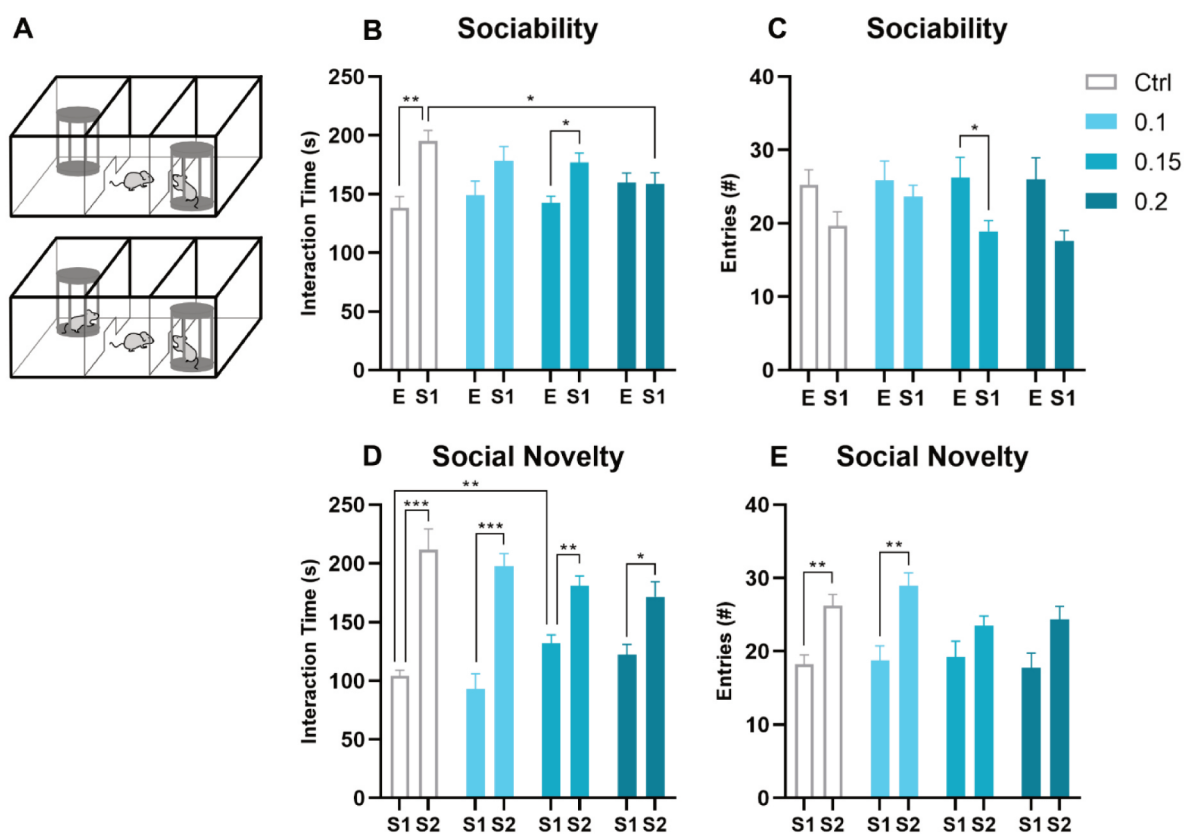 A
B Sociability
C Sociability
Interaction Time (s)
250
200
150
100
50
0
** * *
E S1 E S1 E S1 E S1
Entries (#)
40
30
20
10
0
*
E S1 E S1 E S1 E S1
Ctrl
0.1
0.15
0.2
D Social Novelty
E Social Novelty
Interaction Time (s)
250
200
150
100
50
0
**
*** *** ** *
S1 S2 S1 S2 S1 S2 S1 S2
Entries (#)
40
30
20
10
0
** **
S1 S2 S1 S2 S1 S2 S1 S2